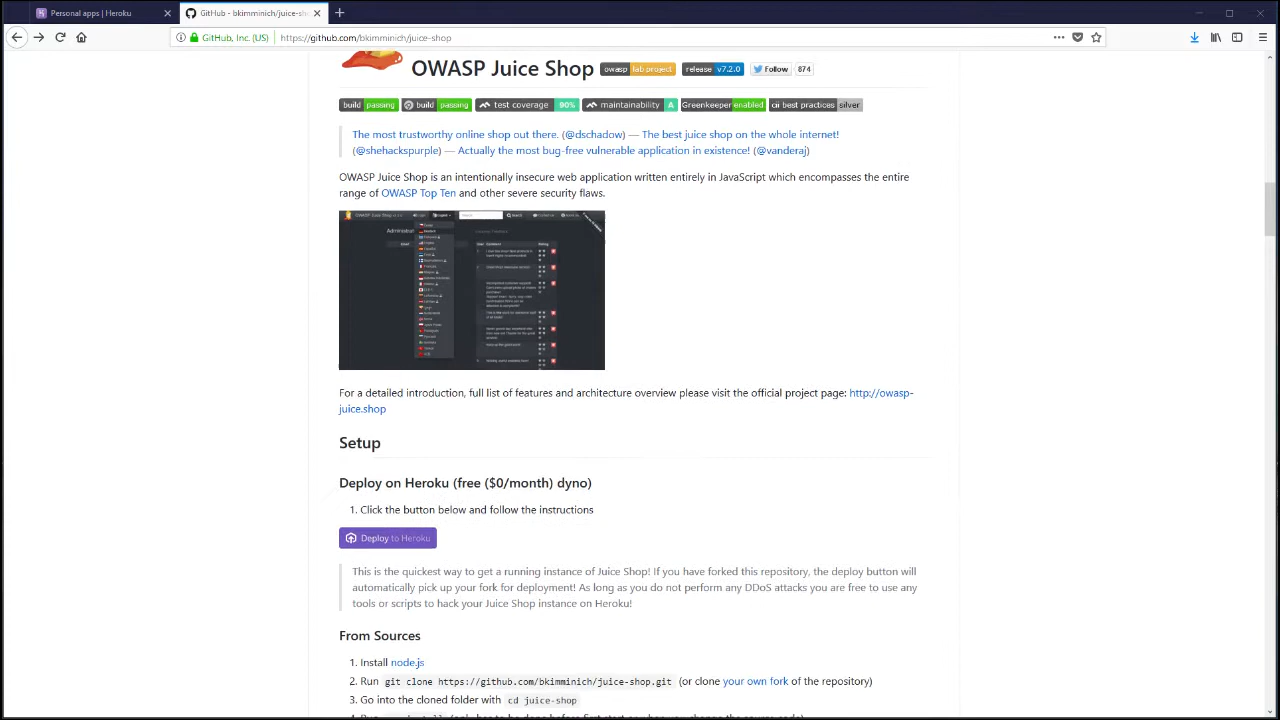 Personal apps | Heroku
GitHub - bkimminich/juice-sh
GitHub, Inc. (US)
https://github.com/bkimminich/juice-shop
OWASP Juice Shop owasp lab project release v7.2.0 Follow 874
build passing build passing test coverage 90% maintainability A Greenkeeper enabled cii best practices silver
The most trustworthy online shop out there. (@dschadow) — The best juice shop on the whole internet!
(@shehackspurple) — Actually the most bug-free vulnerable application in existence! (@vanderaj)
OWASP Juice Shop is an intentionally insecure web application written entirely in JavaScript which encompasses the entire
range of OWASP Top Ten and other severe security flaws.
For a detailed introduction, full list of features and architecture overview please visit the official project page: http://owasp-
juice.shop
Setup
Deploy on Heroku (free ($0/month) dyno)
1. Click the button below and follow the instructions
Deploy to Heroku
This is the quickest way to get a running instance of Juice Shop! If you have forked this repository, the deploy button will
automatically pick up your fork for deployment! As long as you do not perform any DDoS attacks you are free to use any
tools or scripts to hack your Juice Shop instance on Heroku!
From Sources
1. Install node.js
2. Run git clone https://github.com/bkimminich/juice-shop.git (or clone your own fork of the repository)
3. Go into the cloned folder with cd juice-shop